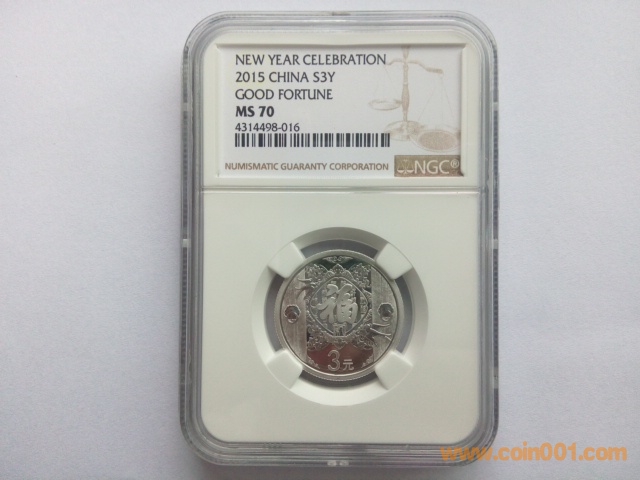 NEW YEAR CELEBRATION
2015 CHINA S3Y
GOOD FORTUNE
MS 70
4314498-016
NUMISMATIC GUARANTY CORPORATION
NGC®
福
3元
www.coin001.com